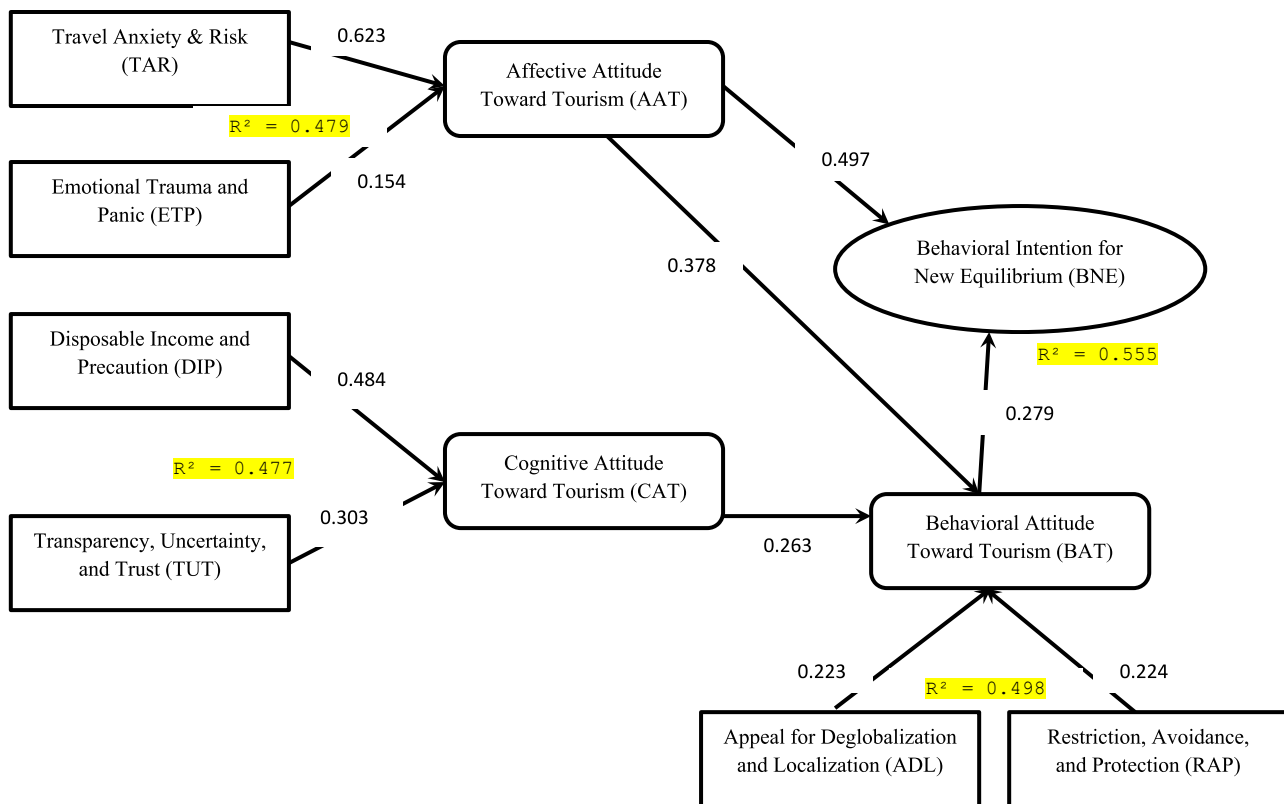 Travel Anxiety & Risk
(TAR)
0.623
Affective Attitude
Toward Tourism (AAT)
R² = 0.479
0.497
Emotional Trauma and
Panic (ETP)
0.154
0.378
Behavioral Intention for
New Equilibrium (BNE)
Disposable Income and
Precaution (DIP)
R² = 0.555
0.484
0.279
R² = 0.477
Cognitive Attitude
Toward Tourism (CAT)
0.303
Transparency, Uncertainty,
and Trust (TUT)
0.263
Behavioral Attitude
Toward Tourism (BAT)
0.223
R² = 0.498
0.224
Appeal for Deglobalization
and Localization (ADL)
Restriction, Avoidance,
and Protection (RAP)